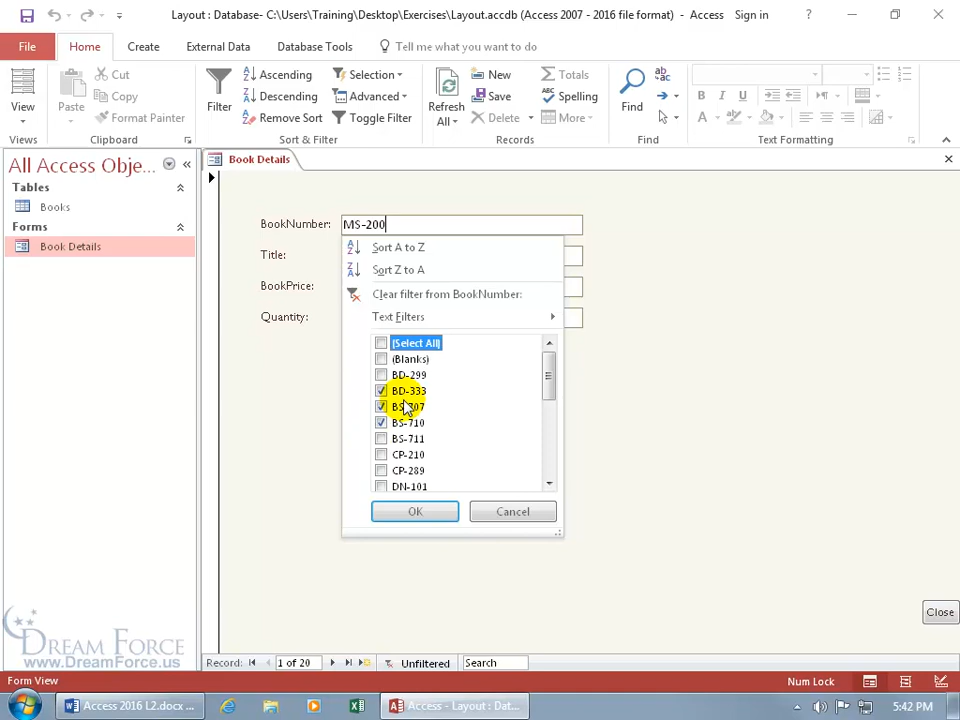 Layout : Database- C:\Users\Training\Desktop\Exercises\Layout.accdb (Access 2007 - 2016 file format) - Access Sign in ?
File Home Create External Data Database Tools Tell me what you want to do
View
Paste
Cut
Copy
Format Painter
Filter
Ascending
Descending
Remove Sort
Selection
Advanced
Toggle Filter
Refresh
All
New
Save
Delete
Totals
Spelling
More
Find
B I U
A
Views Clipboard Sort & Filter Records Find Text Formatting
All Access Obje... «
Tables
Books
Forms
Book Details
Book Details
BookNumber: MS-200
Title:
BookPrice:
Quantity:
Sort A to Z
Sort Z to A
Clear filter from BookNumber:
Text Filters
(Select All)
(Blanks)
BD-299
BD-333
BS-707
BS-710
BS-711
CP-210
CP-289
DN-101
OK Cancel
Close
DREAM FORCE
www.DreamForce.us
Record: 1 of 20 Unfiltered Search
Form View Num Lock
Access 2016 L2.docx ... Access - Layout : Dat... 5:42 PM